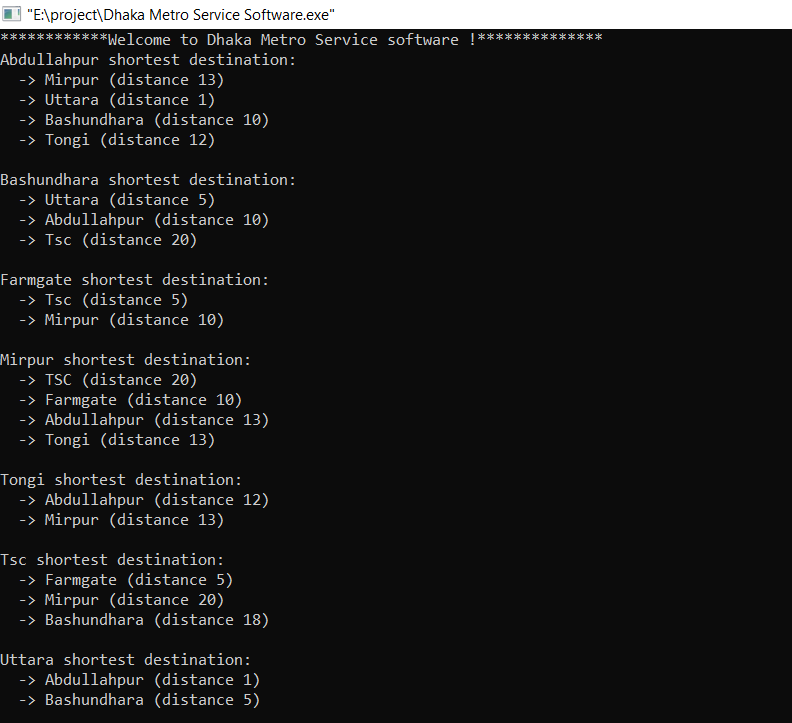 "E:\project\Dhaka Metro Service Software.exe"
************Welcome to Dhaka Metro Service software !**************
Abdullahpur shortest destination:
  -> Mirpur (distance 13)
  -> Uttara (distance 1)
  -> Bashundhara (distance 10)
  -> Tongi (distance 12)

Bashundhara shortest destination:
  -> Uttara (distance 5)
  -> Abdullahpur (distance 10)
  -> Tsc (distance 20)

Farmgate shortest destination:
  -> Tsc (distance 5)
  -> Mirpur (distance 10)

Mirpur shortest destination:
  -> TSC (distance 20)
  -> Farmgate (distance 10)
  -> Abdullahpur (distance 13)
  -> Tongi (distance 13)

Tongi shortest destination:
  -> Abdullahpur (distance 12)
  -> Mirpur (distance 13)

Tsc shortest destination:
  -> Farmgate (distance 5)
  -> Mirpur (distance 20)
  -> Bashundhara (distance 18)

Uttara shortest destination:
  -> Abdullahpur (distance 1)
  -> Bashundhara (distance 5)